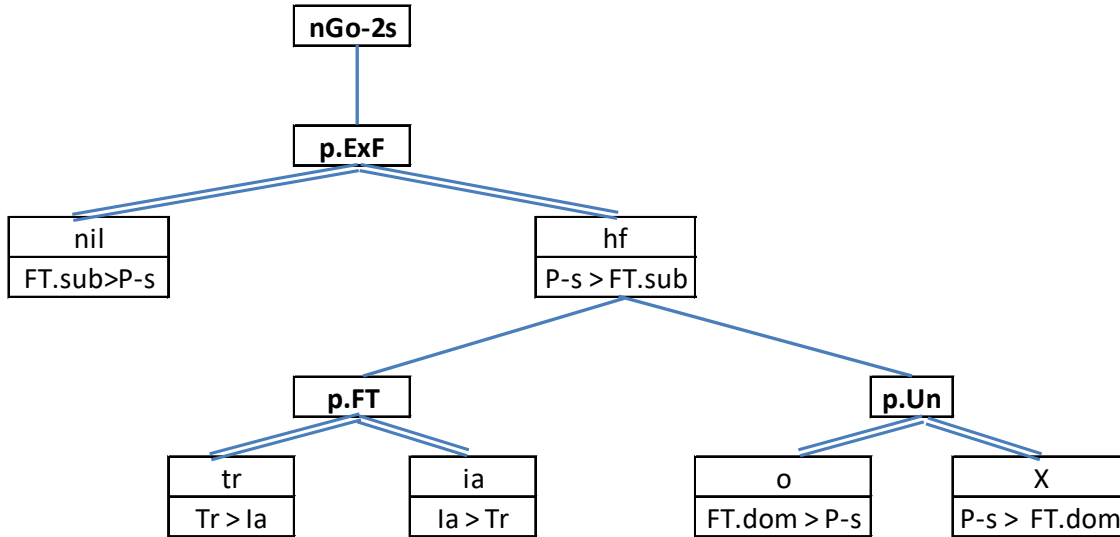 nGo-2s
p.ExF
nil
FT.sub>P-s
hf
P-s > FT.sub
p.FT
p.Un
tr
Tr > Ia
ia
Ia > Tr
o
FT.dom > P-s
X
P-s > FT.dom